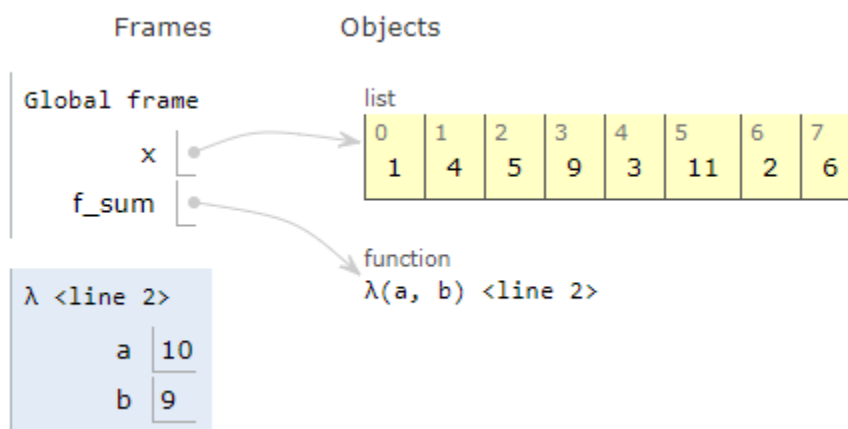 Frames Objects
Global frame
list
0 1 2 3 4 5 6 7
x
1 4 5 9 3 11 2 6
f_sum
function
λ(a, b) <line 2>
λ <line 2>
a 10
b 9